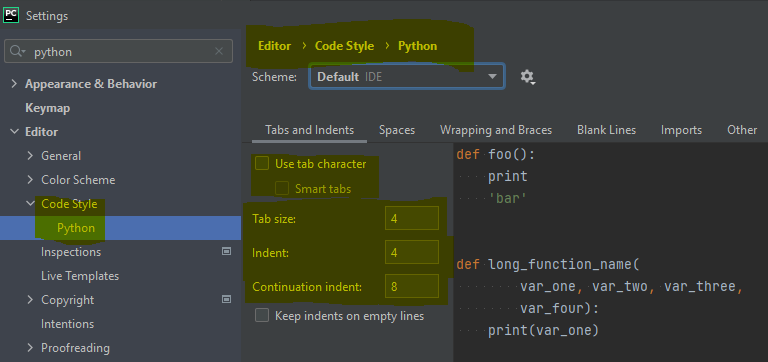 PC Settings
python
Appearance & Behavior
Keymap
Editor
General
Color Scheme
Code Style
Python
Inspections
Live Templates
Copyright
Intentions
Proofreading
Editor › Code Style › Python
Scheme: Default IDE
Tabs and Indents Spaces Wrapping and Braces Blank Lines Imports Other
Use tab character
Smart tabs
Tab size: 4
Indent: 4
Continuation indent: 8
Keep indents on empty lines
def foo():
    print
    'bar'
def long_function_name(
        var_one, var_two, var_three,
        var_four):
    print(var_one)